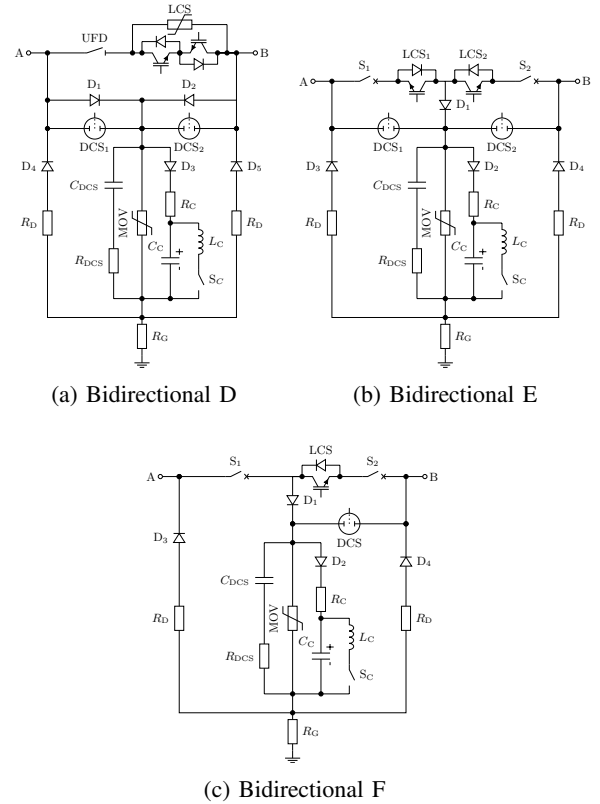 LCS
A
UFD
B
D1
D2
DCS1
DCS2
D4
D3
D5
CDCS
RC
RD
MOV
CC
+
-
LC
RD
RDCS
SC
RG
(a) Bidirectional D
LCS1
LCS2
A
S1
S2
B
D1
DCS1
DCS2
D3
D2
D4
CDCS
RC
RD
MOV
CC
+
-
LC
RD
RDCS
SC
RG
(b) Bidirectional E
LCS
A
S1
S2
B
D1
DCS
D3
D2
D4
CDCS
RC
RD
MOV
CC
+
-
LC
RD
RDCS
SC
RG
(c) Bidirectional F